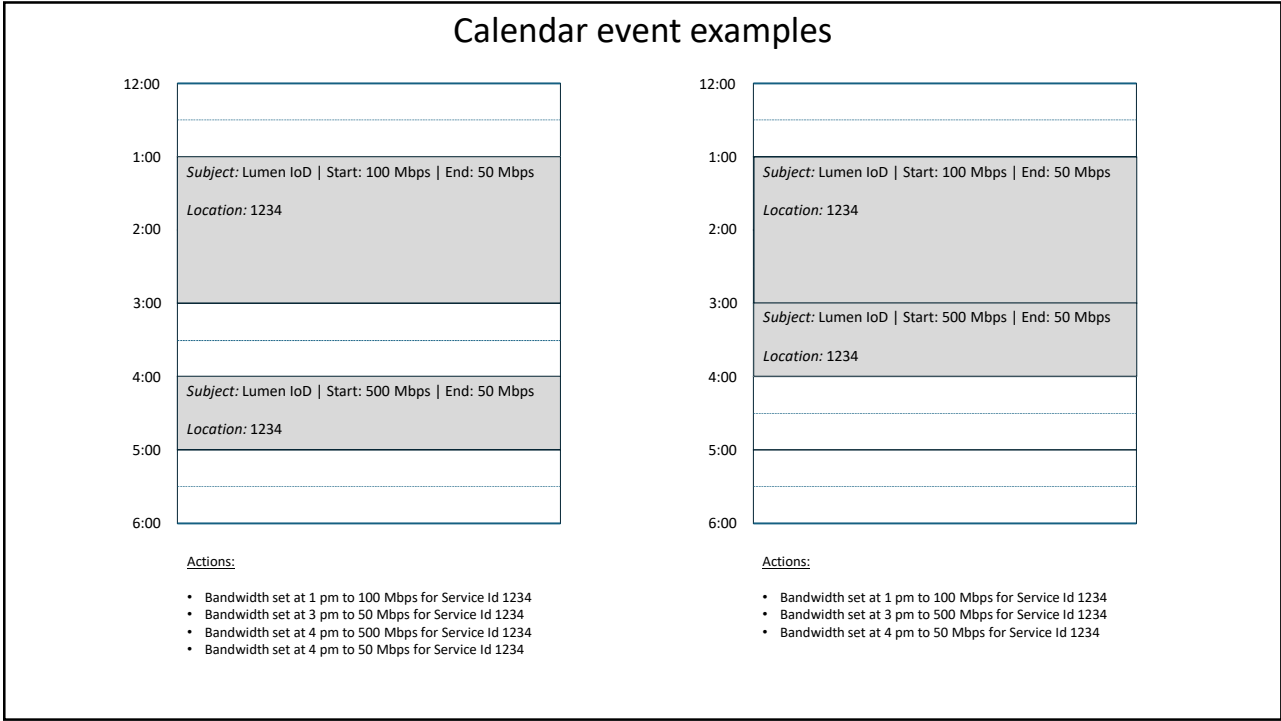 Calendar event examples
12:00
1:00
Subject: Lumen IoD | Start: 100 Mbps | End: 50 Mbps
Location: 1234
2:00
3:00
4:00
Subject: Lumen IoD | Start: 500 Mbps | End: 50 Mbps
Location: 1234
5:00
6:00
Actions:
• Bandwidth set at 1 pm to 100 Mbps for Service Id 1234
• Bandwidth set at 3 pm to 50 Mbps for Service Id 1234
• Bandwidth set at 4 pm to 500 Mbps for Service Id 1234
• Bandwidth set at 4 pm to 50 Mbps for Service Id 1234
12:00
1:00
Subject: Lumen IoD | Start: 100 Mbps | End: 50 Mbps
Location: 1234
2:00
3:00
Subject: Lumen IoD | Start: 500 Mbps | End: 50 Mbps
Location: 1234
4:00
5:00
6:00
Actions:
• Bandwidth set at 1 pm to 100 Mbps for Service Id 1234
• Bandwidth set at 3 pm to 500 Mbps for Service Id 1234
• Bandwidth set at 4 pm to 50 Mbps for Service Id 1234